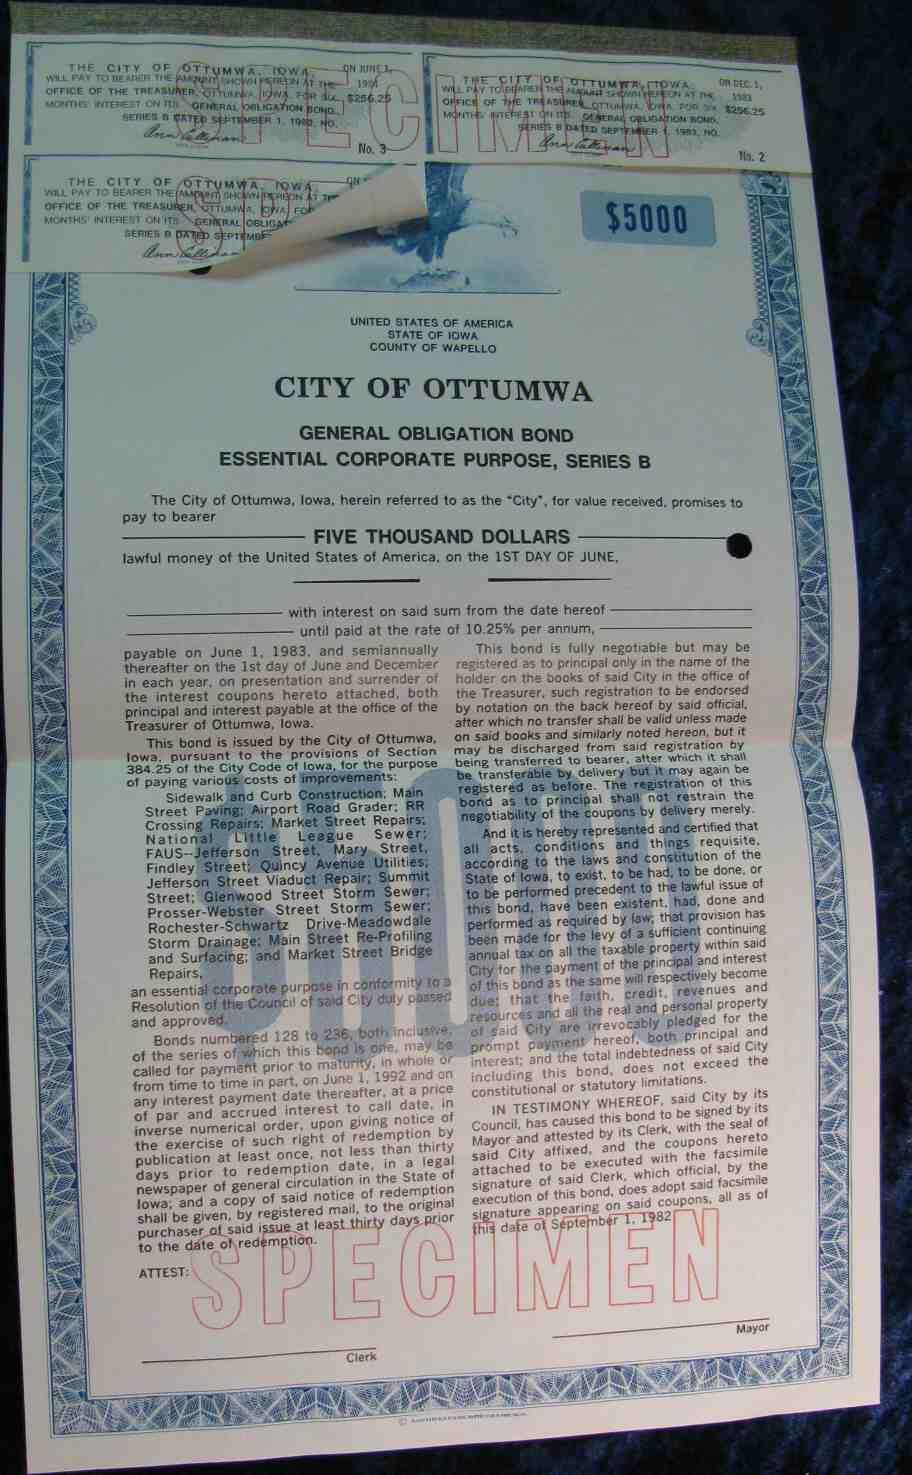 THE CITY OF OTTUMWA, IOWA, ON JUNE 1,
WILL PAY TO BEARER THE AMOUNT SHOWN HEREON AT THE
OFFICE OF THE TREASURER, OTTUMWA, IOWA, FOR SIX $256.25
MONTHS' INTEREST ON ITS GENERAL OBLIGATION BOND,
SERIES B DATED SEPTEMBER 1, 1982, NO.
Ann Cullinan
No. 3
THE CITY OF OTTUMWA, IOWA, ON DEC. 1,
WILL PAY TO BEARER THE AMOUNT SHOWN HEREON AT THE 1983
OFFICE OF THE TREASURER, OTTUMWA, IOWA, FOR SIX $256.25
MONTHS' INTEREST ON ITS GENERAL OBLIGATION BOND,
SERIES B DATED SEPTEMBER 1, 1982, NO.
Ann Cullinan
No. 2
SPECIMEN
THE CITY OF OTTUMWA, IOWA, ON
WILL PAY TO BEARER THE AMOUNT SHOWN HEREON AT
OFFICE OF THE TREASURER, OTTUMWA, IOWA, FOR
MONTHS' INTEREST ON ITS GENERAL OBLIGAT
SERIES B DATED SEPTEMBE
Ann Cullinan
SP
$5000
UNITED STATES OF AMERICA
STATE OF IOWA
COUNTY OF WAPELLO
CITY OF OTTUMWA
GENERAL OBLIGATION BOND
ESSENTIAL CORPORATE PURPOSE, SERIES B
The City of Ottumwa, Iowa, herein referred to as the "City", for value received, promises to
pay to bearer
FIVE THOUSAND DOLLARS
lawful money of the United States of America, on the 1ST DAY OF JUNE,
with interest on said sum from the date hereof
until paid at the rate of 10.25% per annum,
payable on June 1, 1983, and semiannually
thereafter on the 1st day of June and December
in each year, on presentation and surrender of
the interest coupons hereto attached, both
principal and interest payable at the office of the
Treasurer of Ottumwa, Iowa.
This bond is issued by the City of Ottumwa,
Iowa, pursuant to the provisions of Section
384.25 of the City Code of Iowa, for the purpose
of paying various costs of improvements:
Sidewalk and Curb Construction; Main
Street Paving; Airport Road Grader; RR
Crossing Repairs; Market Street Repairs;
National Little League Sewer;
FAUS--Jefferson Street, Mary Street,
Findley Street; Quincy Avenue Utilities;
Jefferson Street Viaduct Repair; Summit
Street; Glenwood Street Storm Sewer;
Prosser-Webster Street Storm Sewer;
Rochester-Schwartz Drive-Meadowdale
Storm Drainage; Main Street Re-Profiling
and Surfacing; and Market Street Bridge
Repairs,
an essential corporate purpose in conformity to a
Resolution of the Council of said City duly passed
and approved.
Bonds numbered 128 to 236, both inclusive,
of the series of which this bond is one, may be
called for payment prior to maturity, in whole or
from time to time in part, on June 1, 1992 and on
any interest payment date thereafter, at a price
of par and accrued interest to call date, in
inverse numerical order, upon giving notice of
the exercise of such right of redemption by
publication at least once, not less than thirty
days prior to redemption date, in a legal
newspaper of general circulation in the State of
Iowa; and a copy of said notice of redemption
shall be given, by registered mail, to the original
purchaser of said issue at least thirty days prior
to the date of redemption.
This bond is fully negotiable but may be
registered as to principal only in the name of the
holder on the books of said City in the office of
the Treasurer, such registration to be endorsed
by notation on the back hereof by said official,
after which no transfer shall be valid unless made
on said books and similarly noted hereon, but it
may be discharged from said registration by
being transferred to bearer, after which it shall
be transferable by delivery but it may again be
registered as before. The registration of this
bond as to principal shall not restrain the
negotiability of the coupons by delivery merely.
And it is hereby represented and certified that
all acts, conditions and things requisite,
according to the laws and constitution of the
State of Iowa, to exist, to be had, to be done, or
to be performed precedent to the lawful issue of
this bond, have been existent, had, done and
performed as required by law; that provision has
been made for the levy of a sufficient continuing
annual tax on all the taxable property within said
City for the payment of the principal and interest
of this bond as the same will respectively become
due; that the faith, credit, revenues and
resources and all the real and personal property
of said City are irrevocably pledged for the
prompt payment hereof, both principal and
interest; and the total indebtedness of said City
including this bond, does not exceed the
constitutional or statutory limitations.
IN TESTIMONY WHEREOF, said City by its
Council, has caused this bond to be signed by its
Mayor and attested by its Clerk, with the seal of
said City affixed, and the coupons hereto
attached to be executed with the facsimile
signature of said Clerk, which official, by the
execution of this bond, does adopt said facsimile
signature appearing on said coupons, all as of
this date of September 1, 1982
$5000
ATTEST:
SPECIMEN
Clerk
Mayor